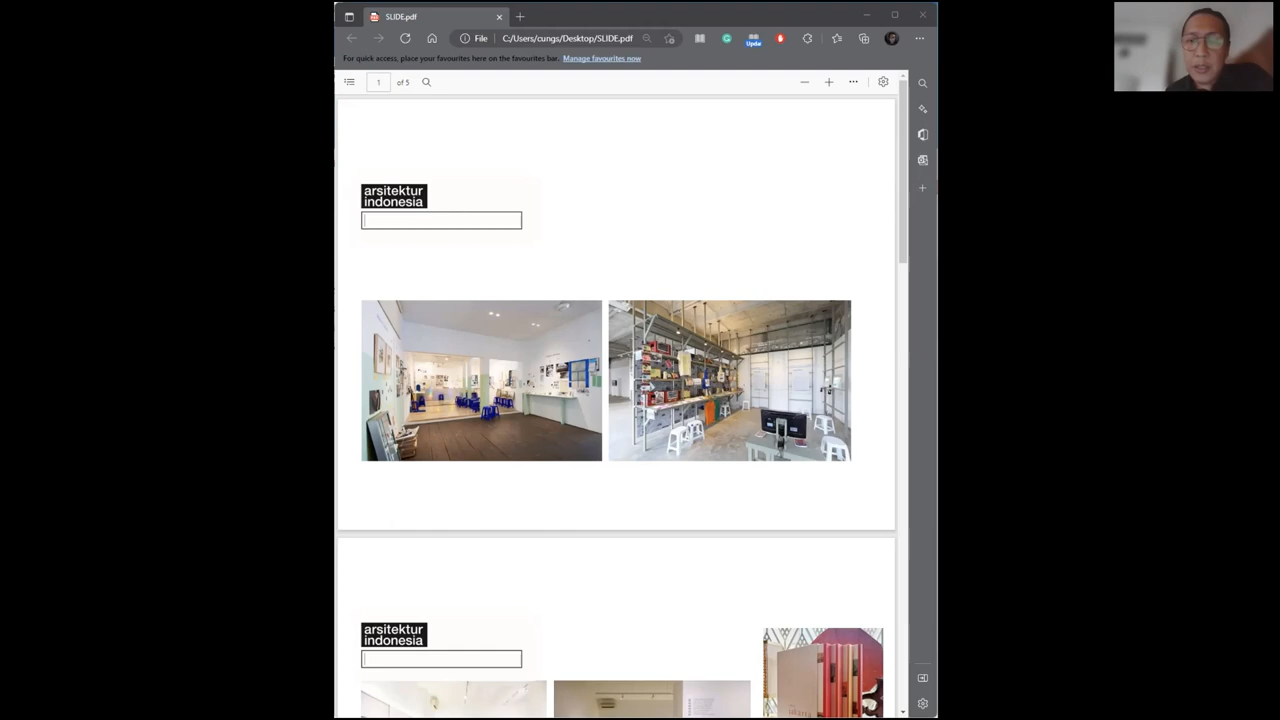 SLIDE.pdf
File
C:/Users/cungs/Desktop/SLIDE.pdf
Upda
For quick access, place your favourites here on the favourites bar. Manage favourites now
1 of 5
arsitektur
indonesia
arsitektur
indonesia